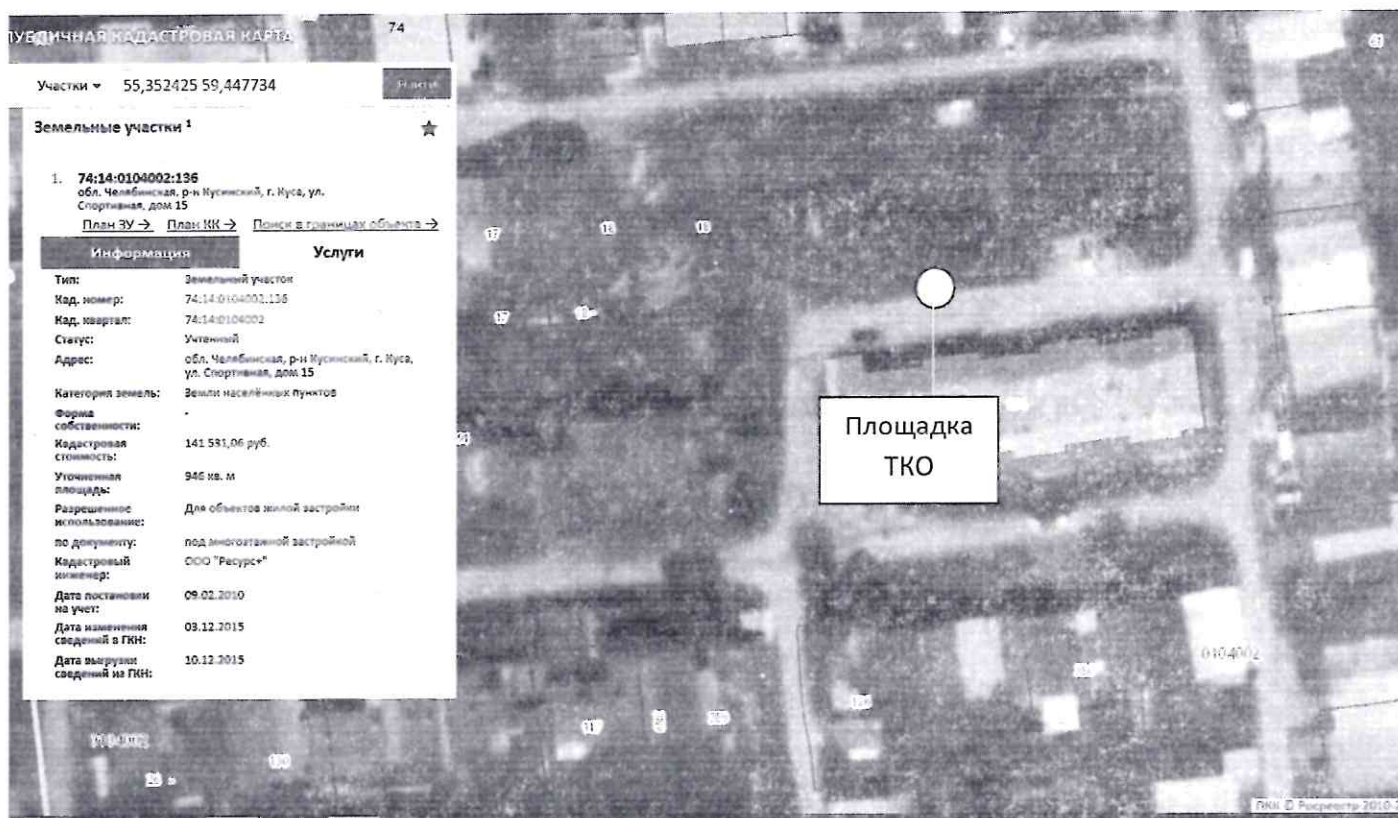 ПУБЛИЧНАЯ КАДАСТРОВАЯ КАРТА
74
Участки 55,352425 59,447734 Найти
Земельные участки 1
1. 74:14:0104002:136
обл. Челябинская, р-н Кусинский, г. Куса, ул.
Спортивная, дом 15
План ЗУ → План КК → Поиск в границах объекта →
Информация Услуги
Тип: Земельный участок
Кад. номер: 74:14:0104002:136
Кад. квартал: 74:14:0104002
Статус: Учтенный
Адрес: обл. Челябинская, р-н Кусинский, г. Куса,
ул. Спортивная, дом 15
Категория земель: Земли населённых пунктов
Форма
собственности: -
Кадастровая
стоимость: 141 531,06 руб.
Уточненная
площадь: 946 кв. м
Разрешенное
использование: Для объектов жилой застройки
по документу: под многоэтажной застройкой
Кадастровый
инженер: ООО "Ресурс+"
Дата постановки
на учет: 09.02.2010
Дата изменения
сведений в ГКН: 03.12.2015
Дата выгрузки
сведений из ГКН: 10.12.2015
17
16
17
Площадка
ТКО
0104002
130
26
ПКК © Росреестр 2010-